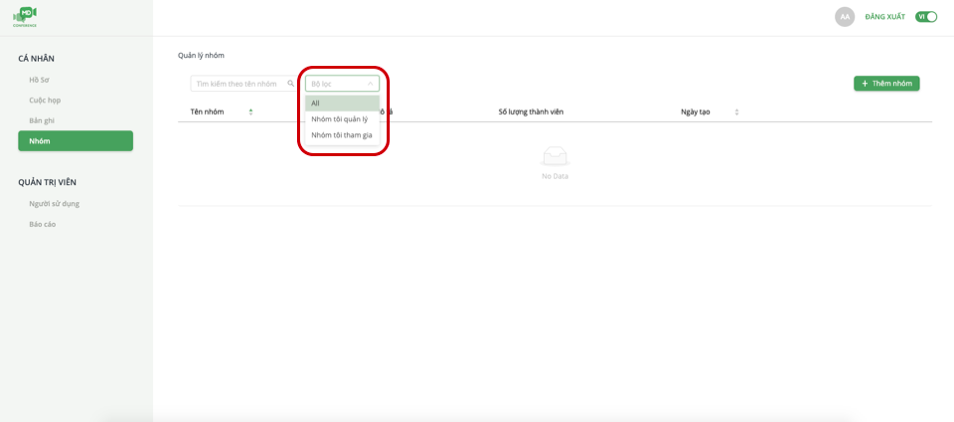 MD
CONFERENCE
AA
ĐĂNG XUẤT
VI
CÁ NHÂN
Hồ Sơ
Cuộc họp
Bản ghi
Nhóm
QUẢN TRỊ VIÊN
Người sử dụng
Báo cáo
Quản lý nhóm
Tìm kiếm theo tên nhóm
Bộ lọc
+ Thêm nhóm
All
Nhóm tôi quản lý
Nhóm tôi tham gia
Tên nhóm
Số lượng thành viên
Ngày tạo
No Data